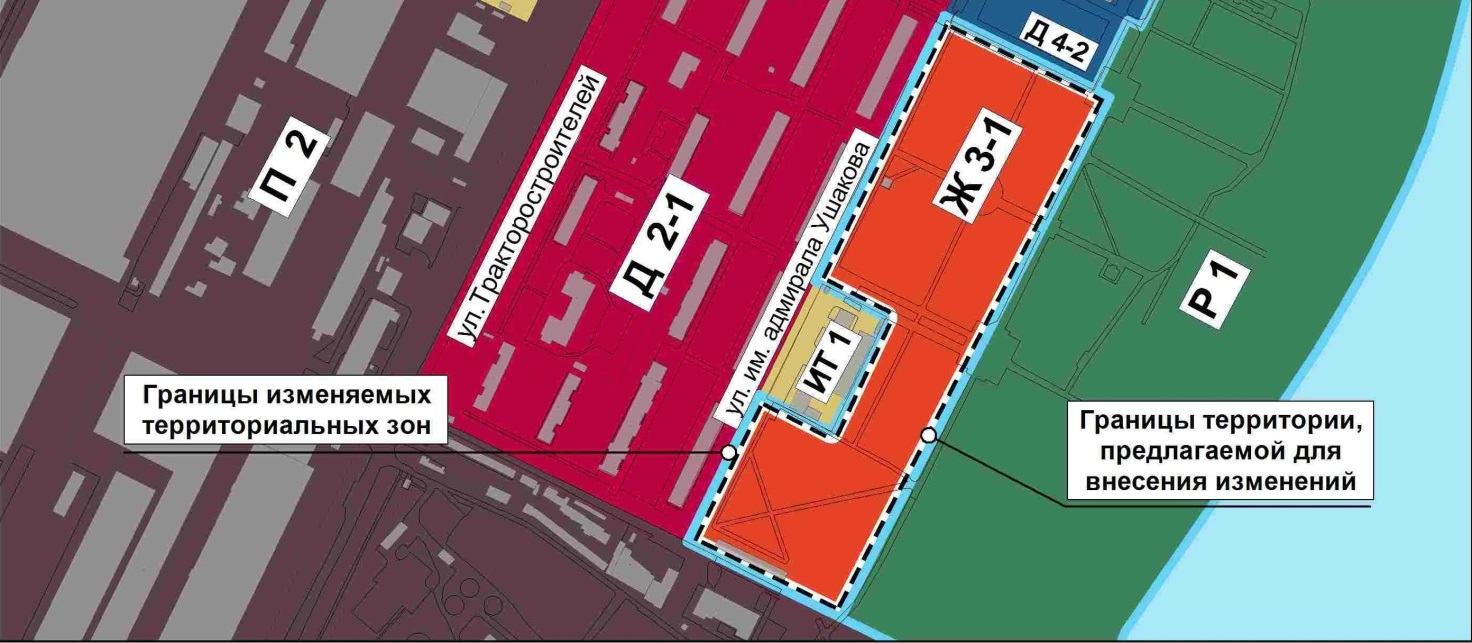 Д 4-2
П 2
ул. Тракторостроителей
Д 2-1
ул. им. адмирала Ушакова
Ж 3-1
Р 1
ИТ 1
Границы изменяемых
территориальных зон
Границы территории,
предлагаемой для
внесения изменений